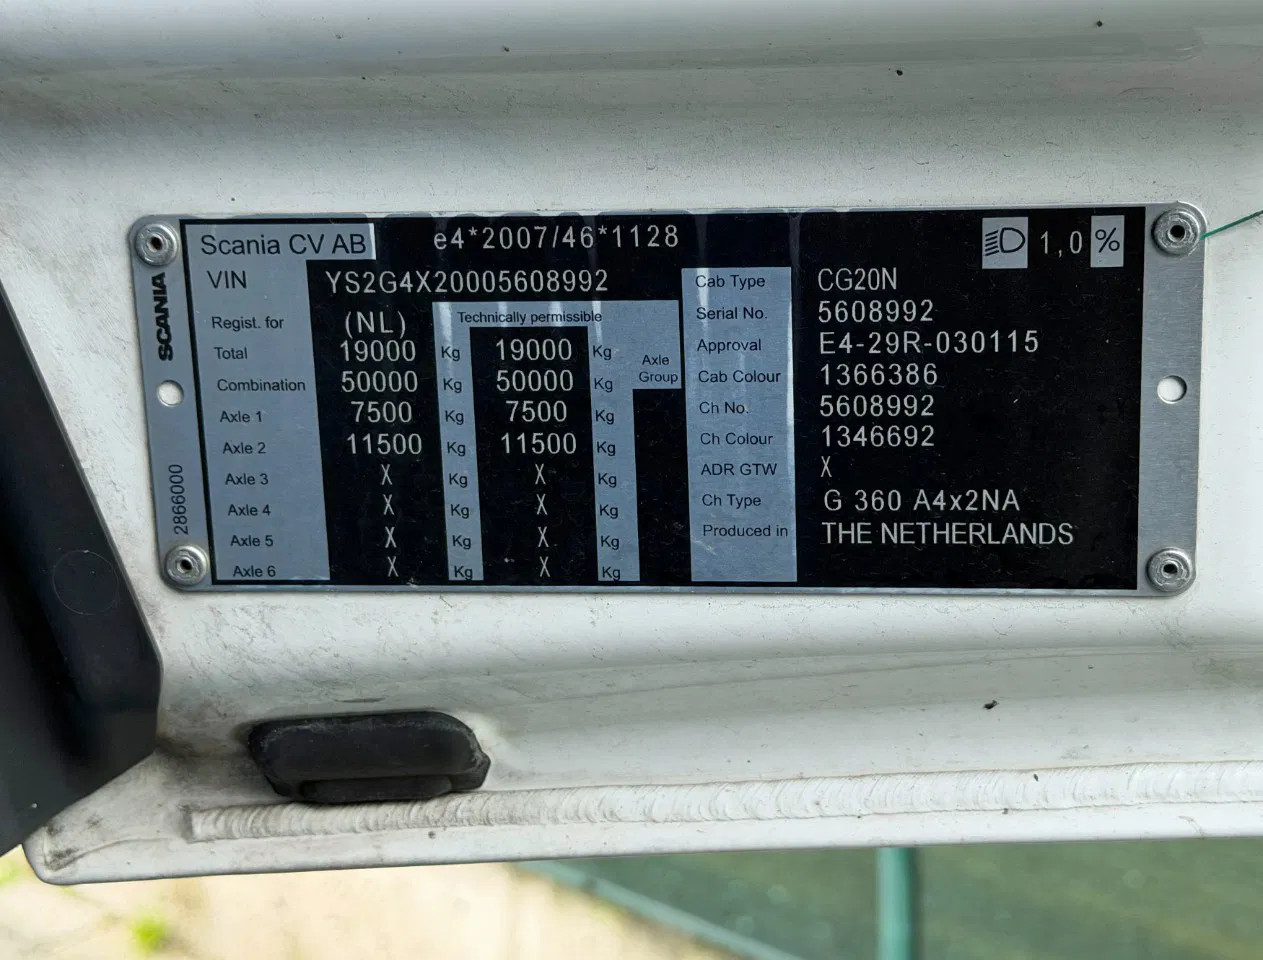 Scania CV AB e4*2007/46*1128
VIN YS2G4X20005608992
Regist. for (NL) Technically permissible
Total 19000 Kg 19000 Kg Axle Group
Combination 50000 Kg 50000 Kg
Axle 1 7500 Kg 7500 Kg
Axle 2 11500 Kg 11500 Kg
Axle 3 X Kg X Kg
Axle 4 X Kg X Kg
Axle 5 X Kg X Kg
Axle 6 X Kg X Kg
1,0 %
Cab Type CG20N
Serial No. 5608992
Approval E4-29R-030115
Cab Colour 1366386
Ch No. 5608992
Ch Colour 1346692
ADR GTW X
Ch Type G 360 A4x2NA
Produced in THE NETHERLANDS
SCANIA
2866000